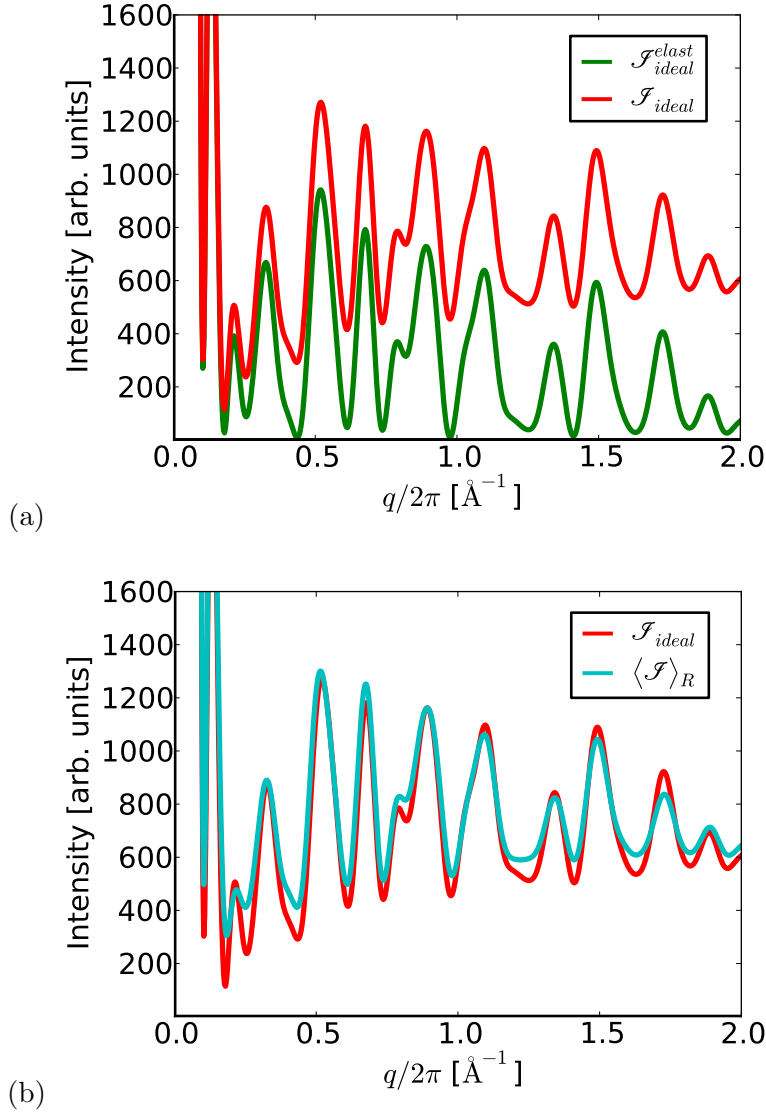 1600
1400
1200
1000
800
600
400
200
Intensity [arb. units]
ℐ_{ideal}^{elast}
ℐ_{ideal}
0.0 0.5 1.0 1.5 2.0
q/2π [Å^{-1}]
(a)
1600
1400
1200
1000
800
600
400
200
Intensity [arb. units]
ℐ_{ideal}
⟨ℐ⟩_R
0.0 0.5 1.0 1.5 2.0
q/2π [Å^{-1}]
(b)